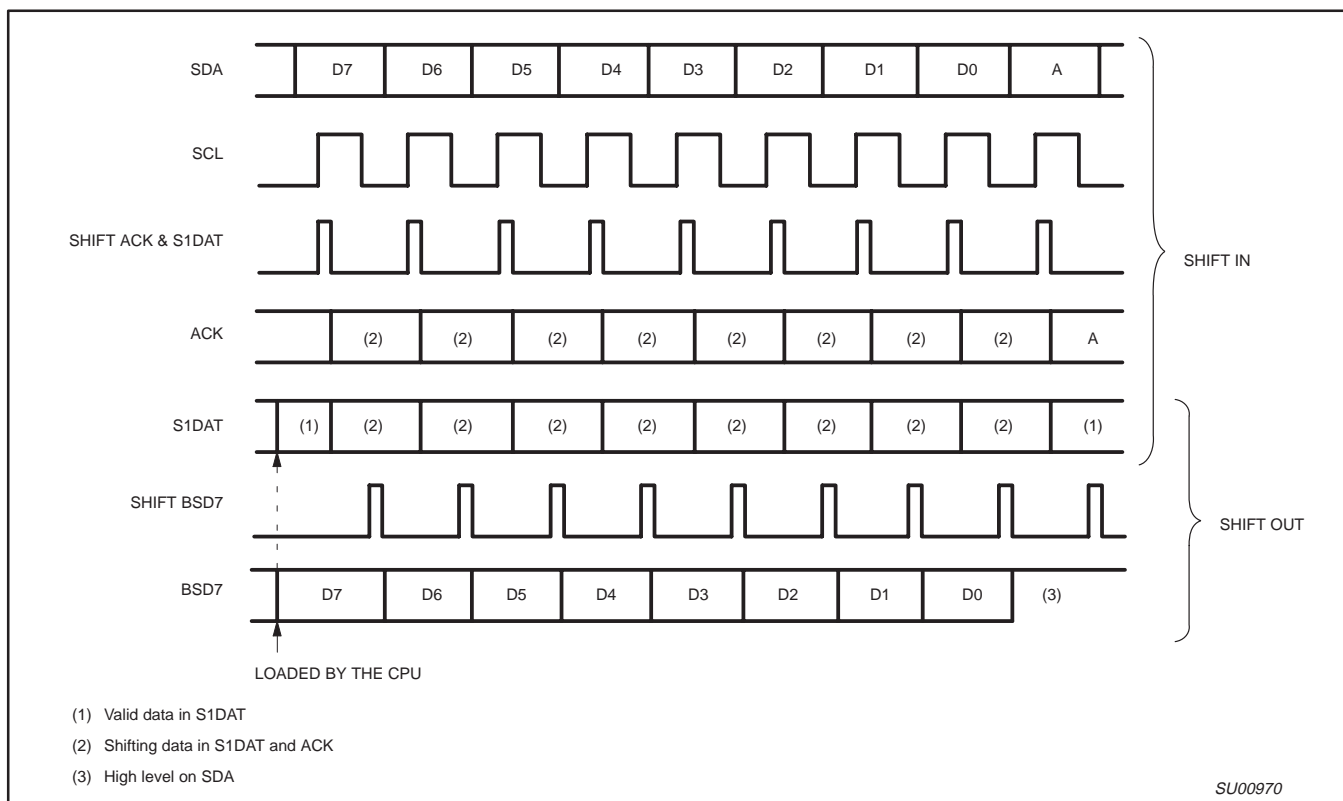 SDA D7 D6 D5 D4 D3 D2 D1 D0 A
SCL
SHIFT ACK & S1DAT
SHIFT IN
ACK (2) (2) (2) (2) (2) (2) (2) (2) A
S1DAT (1) (2) (2) (2) (2) (2) (2) (2) (2) (1)
SHIFT BSD7
SHIFT OUT
BSD7 D7 D6 D5 D4 D3 D2 D1 D0 (3)
LOADED BY THE CPU
(1) Valid data in S1DAT
(2) Shifting data in S1DAT and ACK
(3) High level on SDA
SU00970